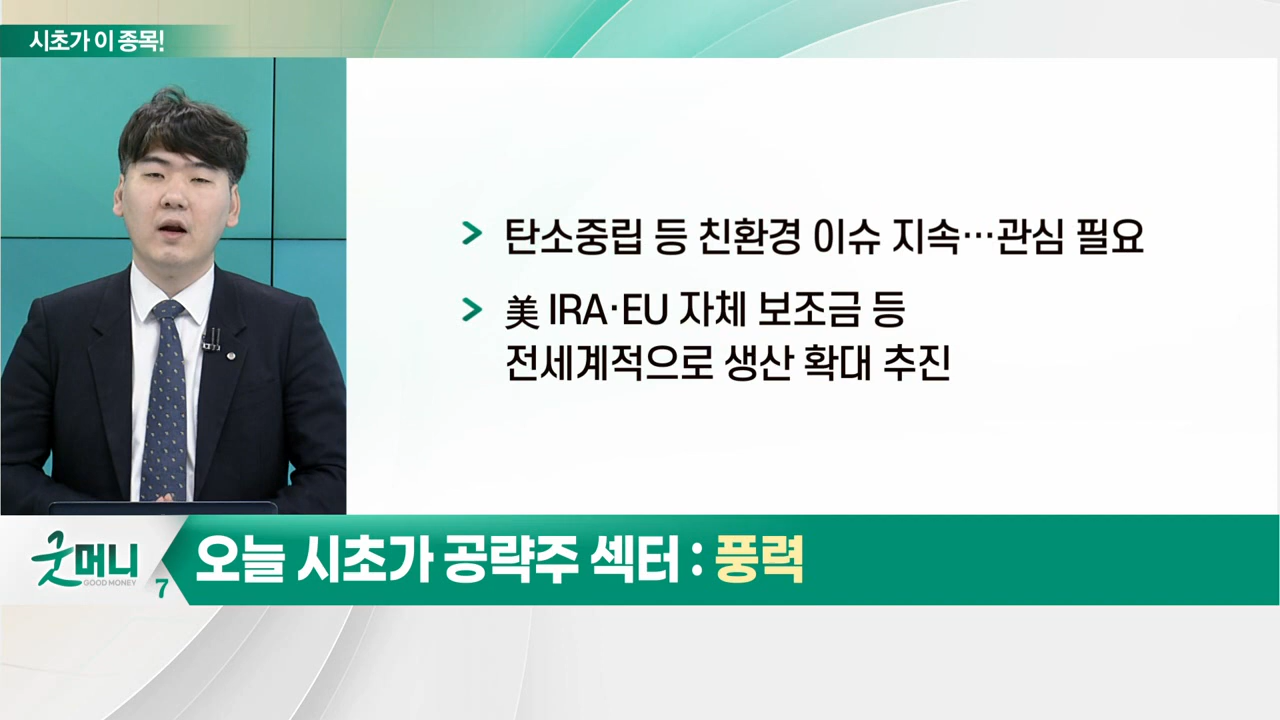 시초가 이 종목!
탄소중립 등 친환경 이슈 지속…관심 필요
美 IRA·EU 자체 보조금 등
전세계적으로 생산 확대 추진
굿머니
GOOD MONEY
7
오늘 시초가 공략주 섹터 : 풍력